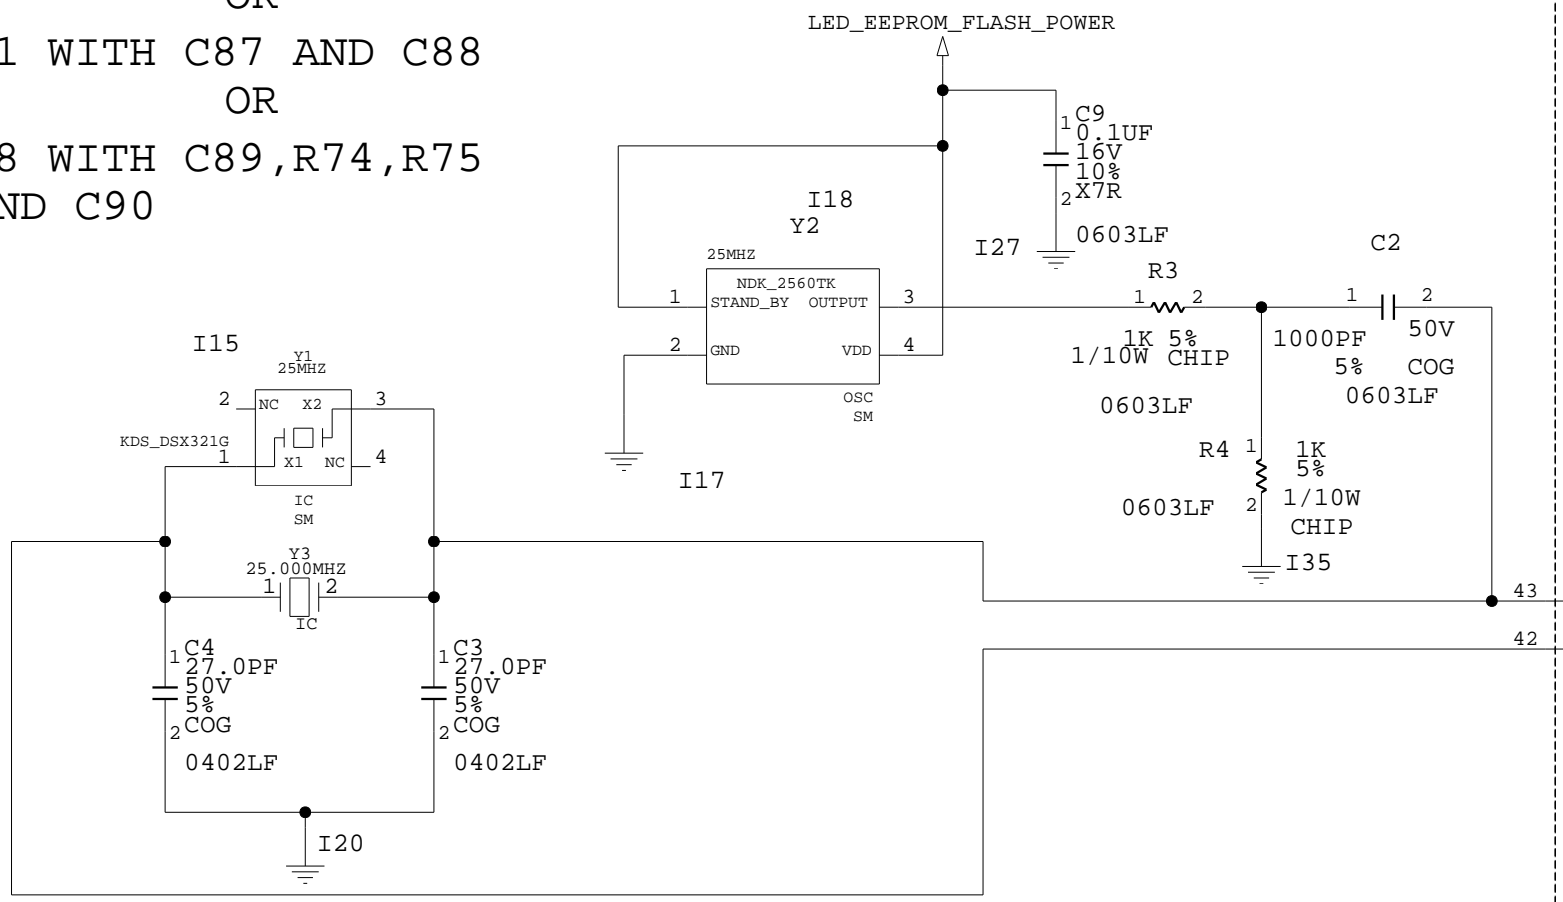 OR
1 WITH C87 AND C88
OR
8 WITH C89,R74,R75
ND C90
LED_EEPROM_FLASH_POWER
1 C9
0.1UF
16V
10%
2 X7R
0603LF
I27
I18
Y2
25MHZ
NDK_2560TK
1 STAND_BY OUTPUT 3
2 GND VDD 4
OSC
SM
I17
R3
1 2
1K 5%
1/10W CHIP
0603LF
C2
1 2
1000PF 50V
5% COG
0603LF
R4 1 1K
5%
0603LF 2 1/10W
CHIP
I35
I15
Y1
25MHZ
2 NC X2 3
KDS_DSX321G
1 X1 NC 4
IC
SM
Y3
25.000MHZ
1 2
IC
1 C4
27.0PF
50V
5%
2 COG
0402LF
1 C3
27.0PF
50V
5%
2 COG
0402LF
I20
43
42